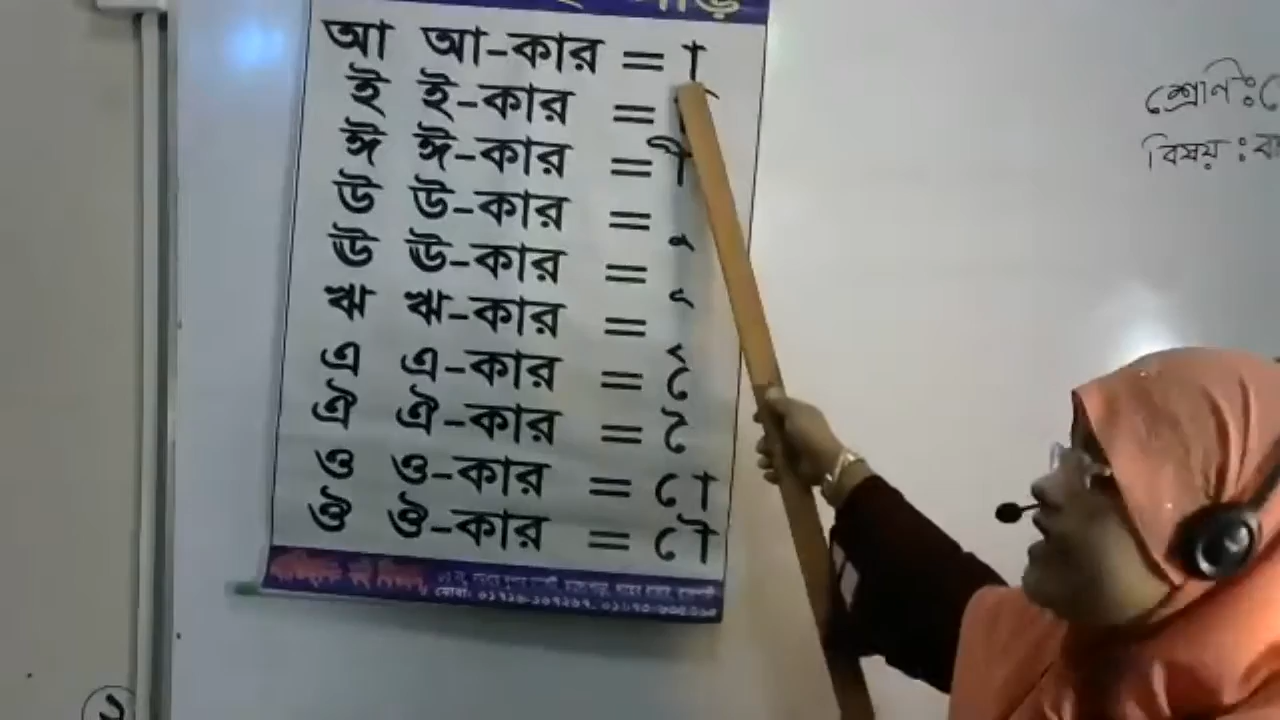 আ আ-কার = া
ই ই-কার = ি
ঈ ঈ-কার = ী
উ উ-কার = ু
ঊ ঊ-কার = ূ
ঋ ঋ-কার = ৃ
এ এ-কার = ে
ঐ ঐ-কার = ৈ
ও ও-কার = ো
ঔ ঔ-কার = ৌ
মোবা:
শ্রেণি:
বিষয়: